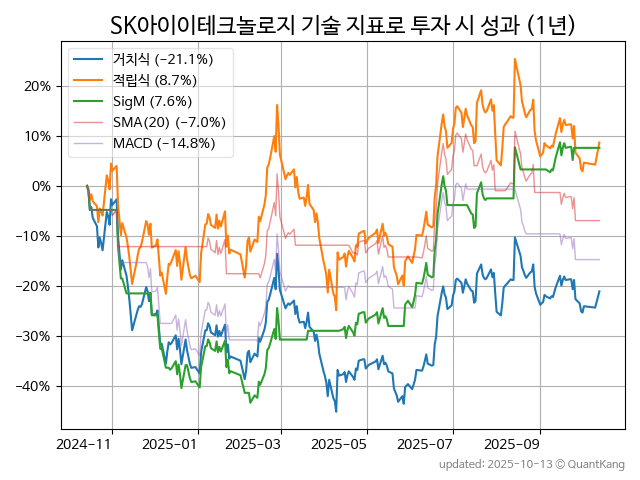 SK아이이테크놀로지 기술 지표로 투자 시 성과 (1년)
거치식 (−21.1%)
적립식 (8.7%)
SigM (7.6%)
SMA(20) (−7.0%)
MACD (−14.8%)
20%
10%
0%
−10%
−20%
−30%
−40%
2024-11 2025-01 2025-03 2025-05 2025-07 2025-09
updated: 2025-10-13 ⓒ QuantKang